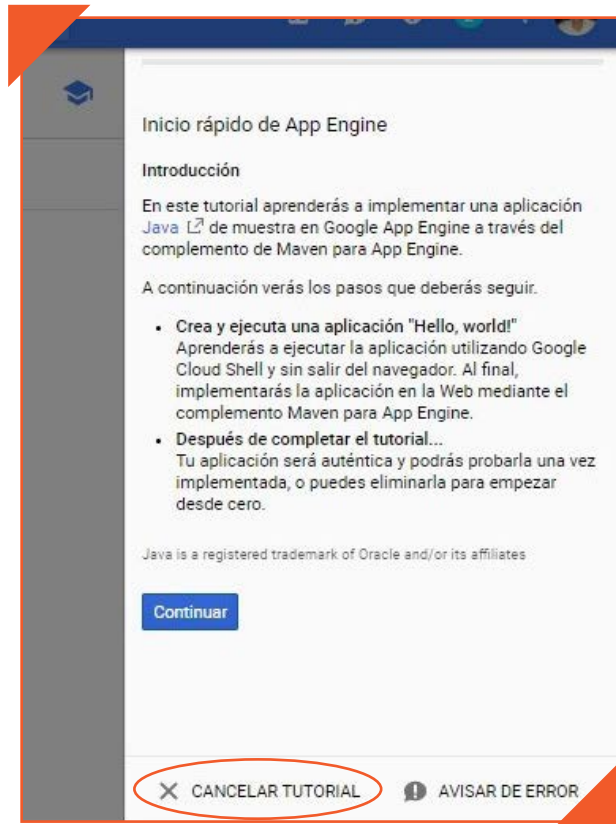 Inicio rápido de App Engine
Introducción
En este tutorial aprenderás a implementar una aplicación
Java de muestra en Google App Engine a través del
complemento de Maven para App Engine.
A continuación verás los pasos que deberás seguir.
• Crea y ejecuta una aplicación "Hello, world!"
Aprenderás a ejecutar la aplicación utilizando Google
Cloud Shell y sin salir del navegador. Al final,
implementarás la aplicación en la Web mediante el
complemento Maven para App Engine.
• Después de completar el tutorial...
Tu aplicación será auténtica y podrás probarla una vez
implementada, o puedes eliminarla para empezar
desde cero.
Java is a registered trademark of Oracle and/or its affiliates
Continuar
CANCELAR TUTORIAL AVISAR DE ERROR